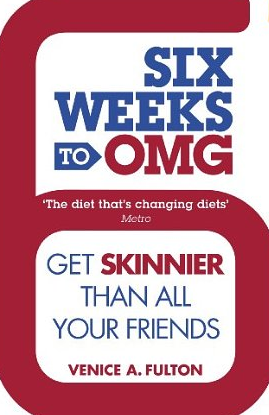 SIX
WEEKS
TO OMG
'The diet that's changing diets'
Metro
GET SKINNIER
THAN ALL
YOUR FRIENDS
VENICE A. FULTON